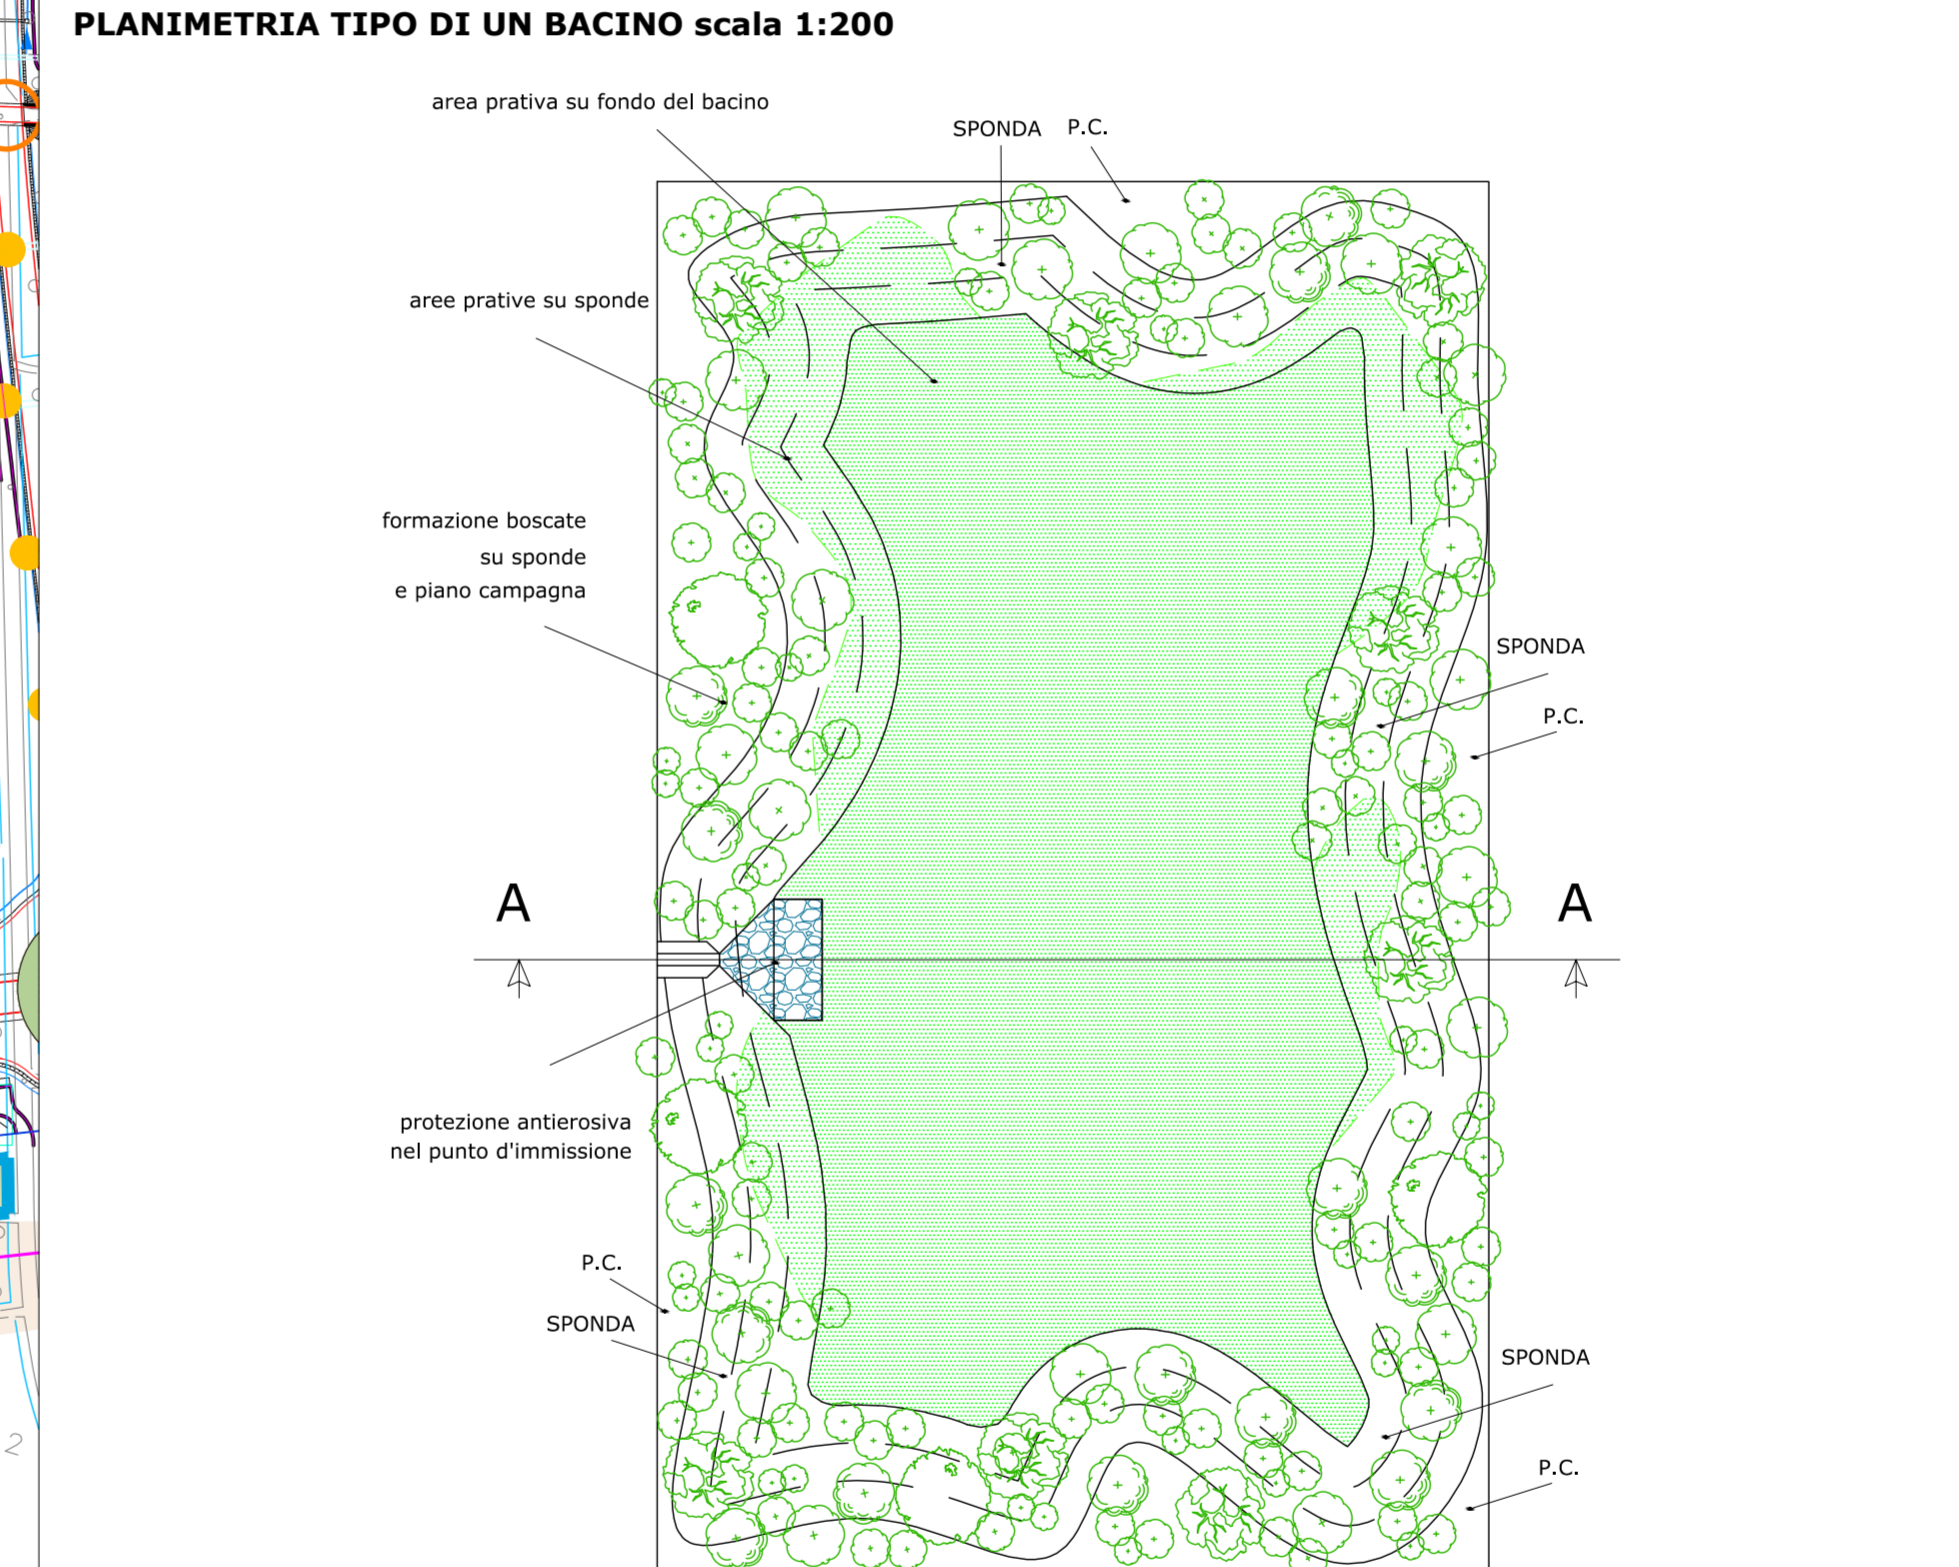 PLANIMETRIA TIPO DI UN BACINO scala 1:200
area prativa su fondo del bacino
SPONDA
P.C.
aree prative su sponde
formazione boscate
su sponde
e piano campagna
SPONDA
P.C.
A
A
protezione antierosiva
nel punto d'immissione
P.C.
SPONDA
SPONDA
P.C.
2